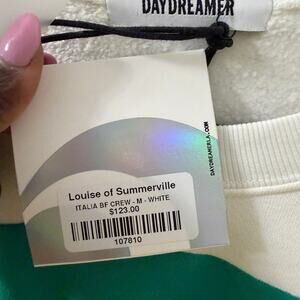 DAYDREAMER
DAYDREAMERLA.COM
Louise of Summerville
ITALIA BF CREW - M - WHITE
$123.00
107810